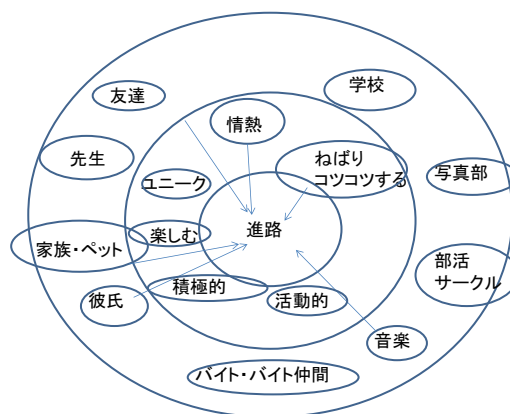 学校
友達
情熱
先生
ねばり
コツコツする
写真部
ユニーク
進路
楽しむ
家族・ペット
部活
サークル
積極的
彼氏
活動的
音楽
バイト・バイト仲間